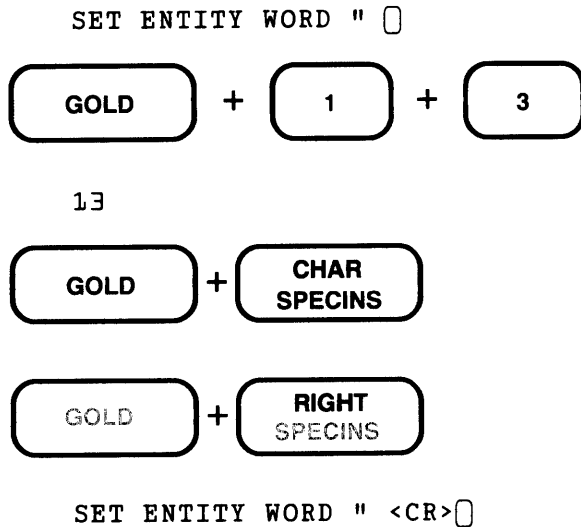 SET ENTITY WORD "
GOLD + 1 + 3
13
GOLD + CHAR SPECINS
GOLD + RIGHT SPECINS
SET ENTITY WORD " <CR>